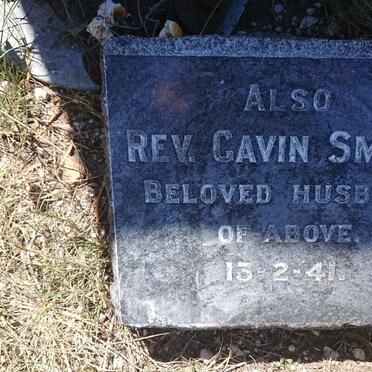 ALSO
REV. GAVIN SM
BELOVED HUSB
OF ABOVE.
13-2-41.